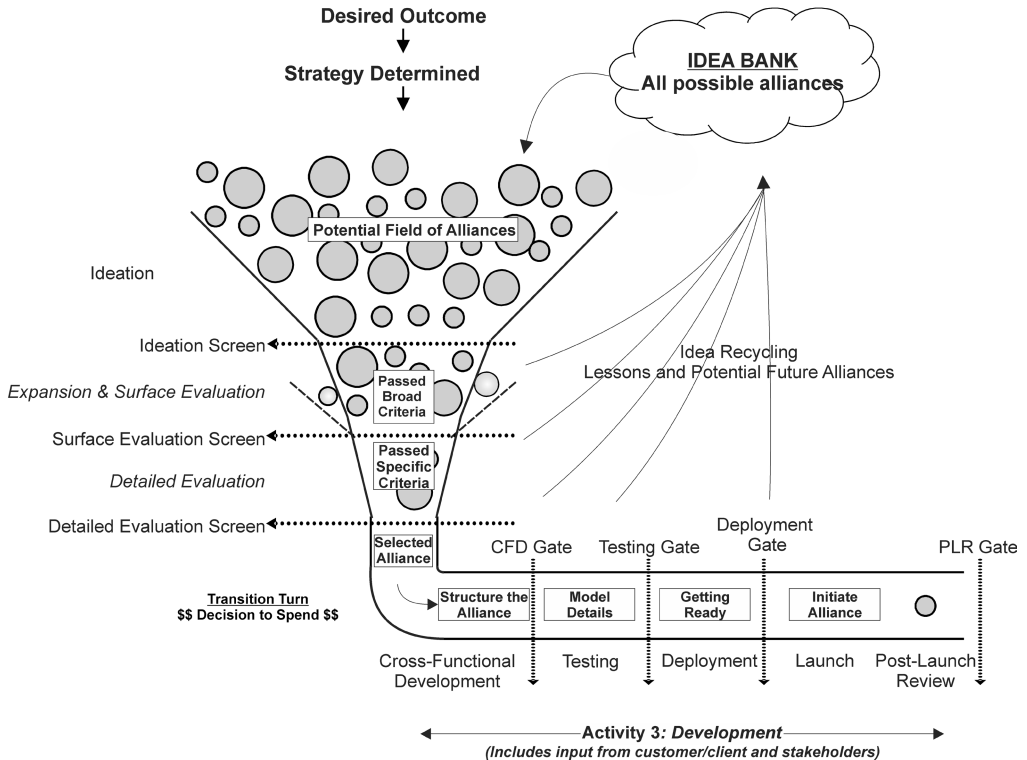 Desired Outcome
Strategy Determined
IDEA BANK
All possible alliances
Potential Field of Alliances
Ideation
Ideation Screen
Idea Recycling
Lessons and Potential Future Alliances
Expansion & Surface Evaluation
Passed
Broad
Criteria
Surface Evaluation Screen
Passed
Specific
Criteria
Detailed Evaluation
Detailed Evaluation Screen
Selected
Alliance
CFD Gate
Testing Gate
Deployment
Gate
PLR Gate
Transition Turn
$$ Decision to Spend $$
Structure the
Alliance
Model
Details
Getting
Ready
Initiate
Alliance
Cross-Functional
Development
Testing
Deployment
Launch
Post-Launch
Review
Activity 3: Development
(Includes input from customer/client and stakeholders)